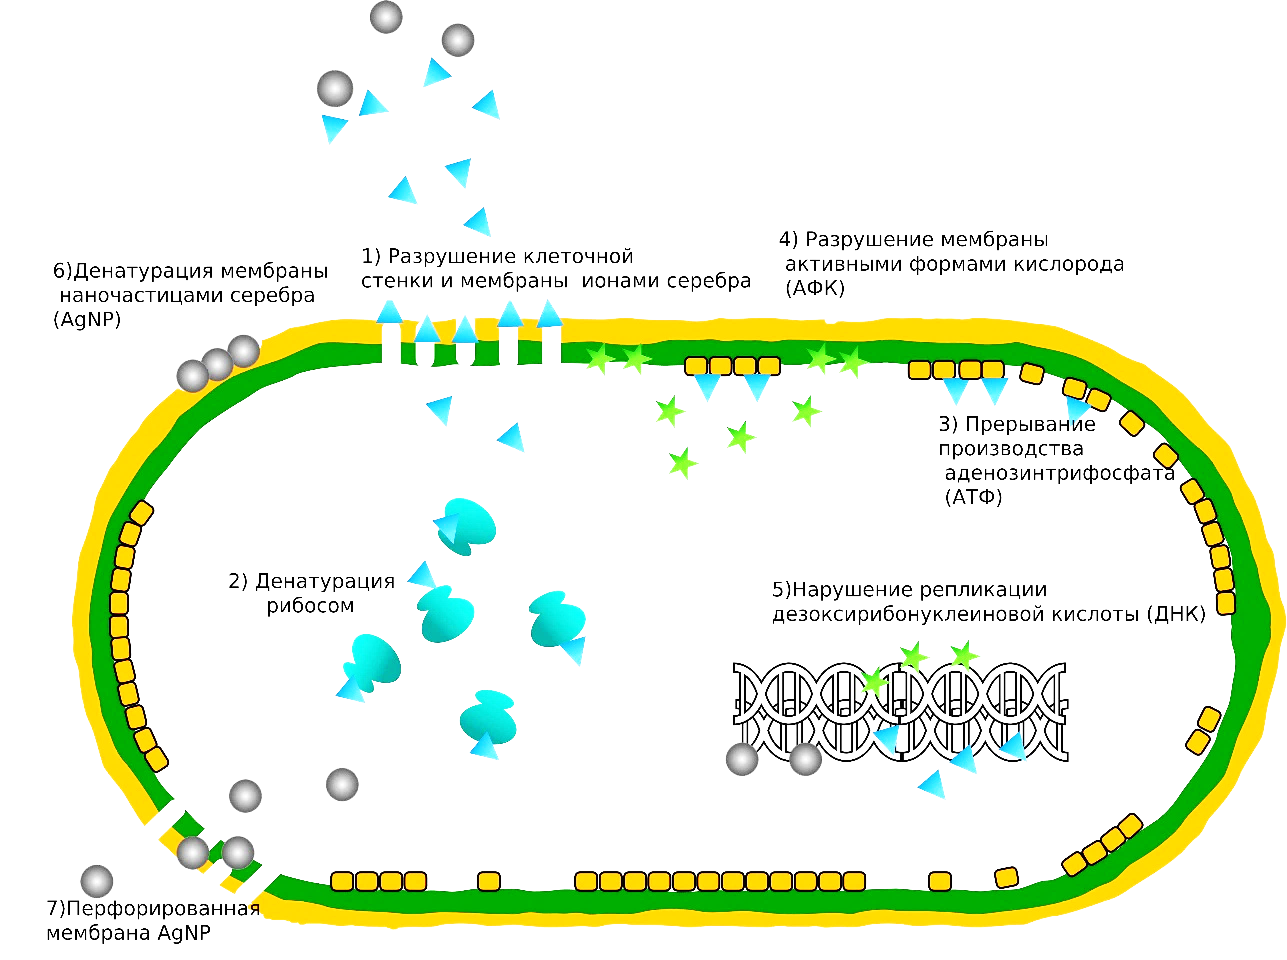 4) Разрушение мембраны
активными формами кислорода
(АФК)
1) Разрушение клеточной
стенки и мембраны ионами серебра
6)Денатурация мембраны
наночастицами серебра
(AgNP)
3) Прерывание
производства
аденозинтрифосфата
(АТФ)
2) Денатурация
рибосом
5)Нарушение репликации
дезоксирибонуклеиновой кислоты (ДНК)
7)Перфорированная
мембрана AgNP